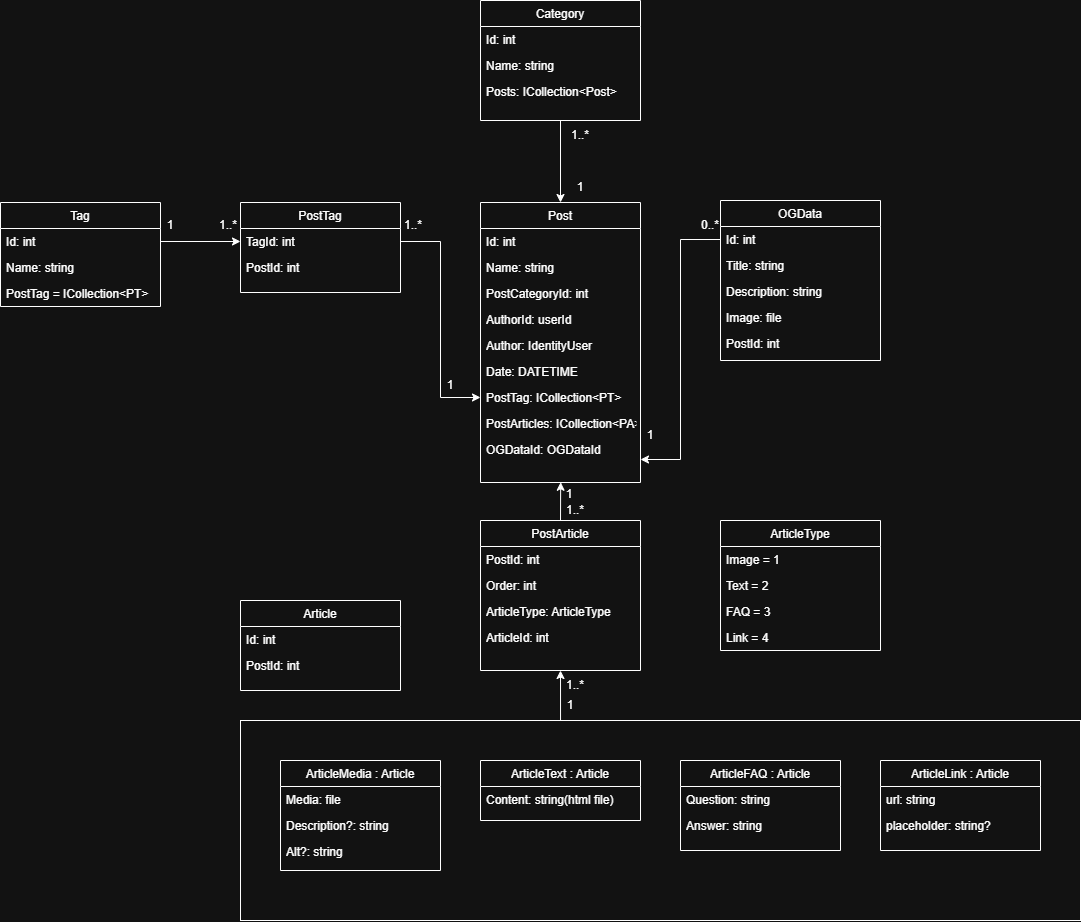 Category
Id: int
Name: string
Posts: ICollection<Post>
1..*
1
Tag
Id: int
Name: string
PostTag = ICollection<PT>
1
1..*
PostTag
TagId: int
PostId: int
1..*
1
Post
Id: int
Name: string
PostCategoryId: int
AuthorId: userId
Author: IdentityUser
Date: DATETIME
PostTag: ICollection<PT>
PostArticles: ICollection<PA>
OGDataId: OGDataId
0..*
1
OGData
Id: int
Title: string
Description: string
Image: file
PostId: int
1
1..*
PostArticle
PostId: int
Order: int
ArticleType: ArticleType
ArticleId: int
ArticleType
Image = 1
Text = 2
FAQ = 3
Link = 4
Article
Id: int
PostId: int
1..*
1
ArticleMedia : Article
Media: file
Description?: string
Alt?: string
ArticleText : Article
Content: string(html file)
ArticleFAQ : Article
Question: string
Answer: string
ArticleLink : Article
url: string
placeholder: string?